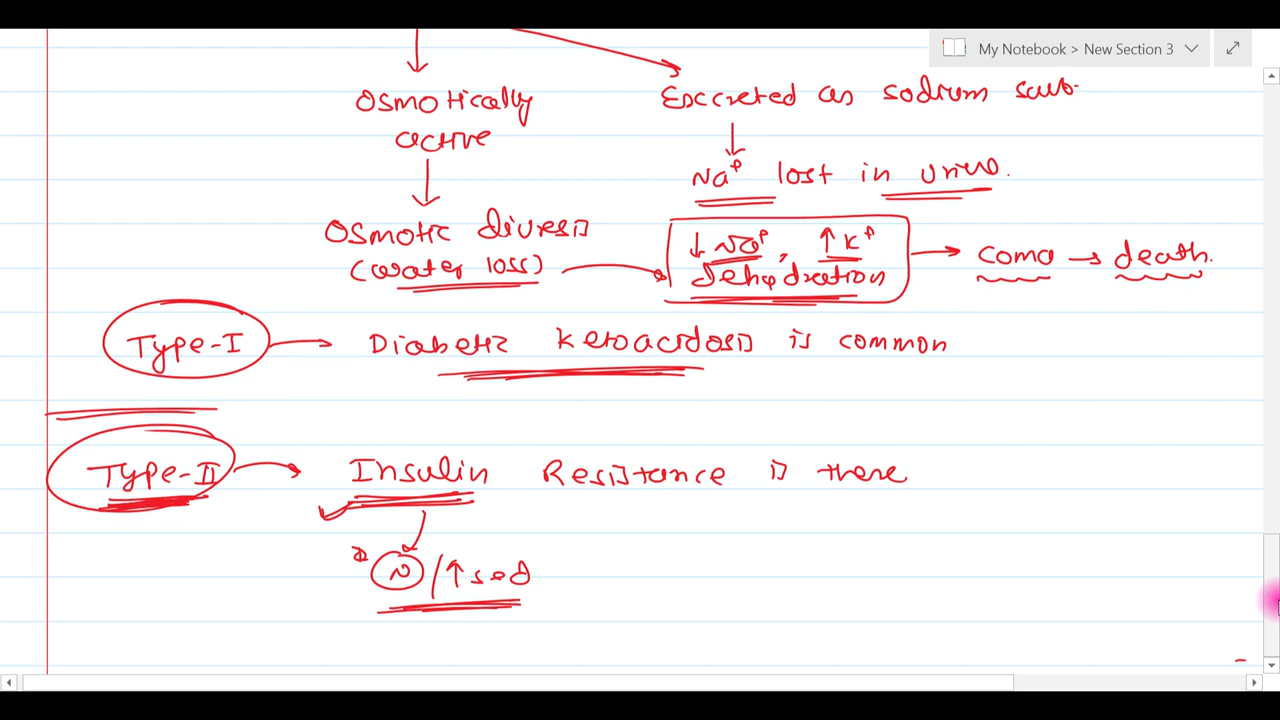 My Notebook > New Section 3
Osmotically
active
Excreted as sodium
Na⁺ lost in urine.
Osmotic diuresis
(water loss)
↓ Na⁺, ↑ K⁺
Dehydration → coma → death.
Type-I → Diabetic ketoacidosis is common
Type-II → Insulin Resistance is there
N/↑sed